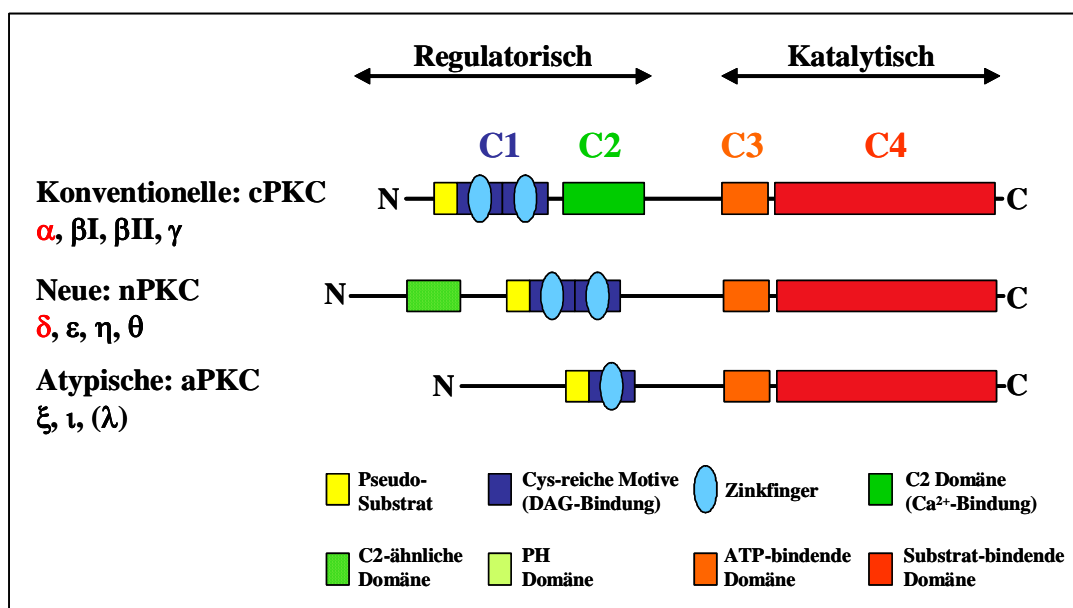 Regulatorisch Katalytisch
C1 C2 C3 C4
Konventionelle: cPKC N C
α, βI, βII, γ
Neue: nPKC N C
δ, ε, η, θ
Atypische: aPKC N C
ξ, ι, (λ)
Pseudo-
Substrat
Cys-reiche Motive
(DAG-Bindung)
Zinkfinger
C2 Domäne
(Ca²⁺-Bindung)
C2-ähnliche
Domäne
PH
Domäne
ATP-bindende
Domäne
Substrat-bindende
Domäne